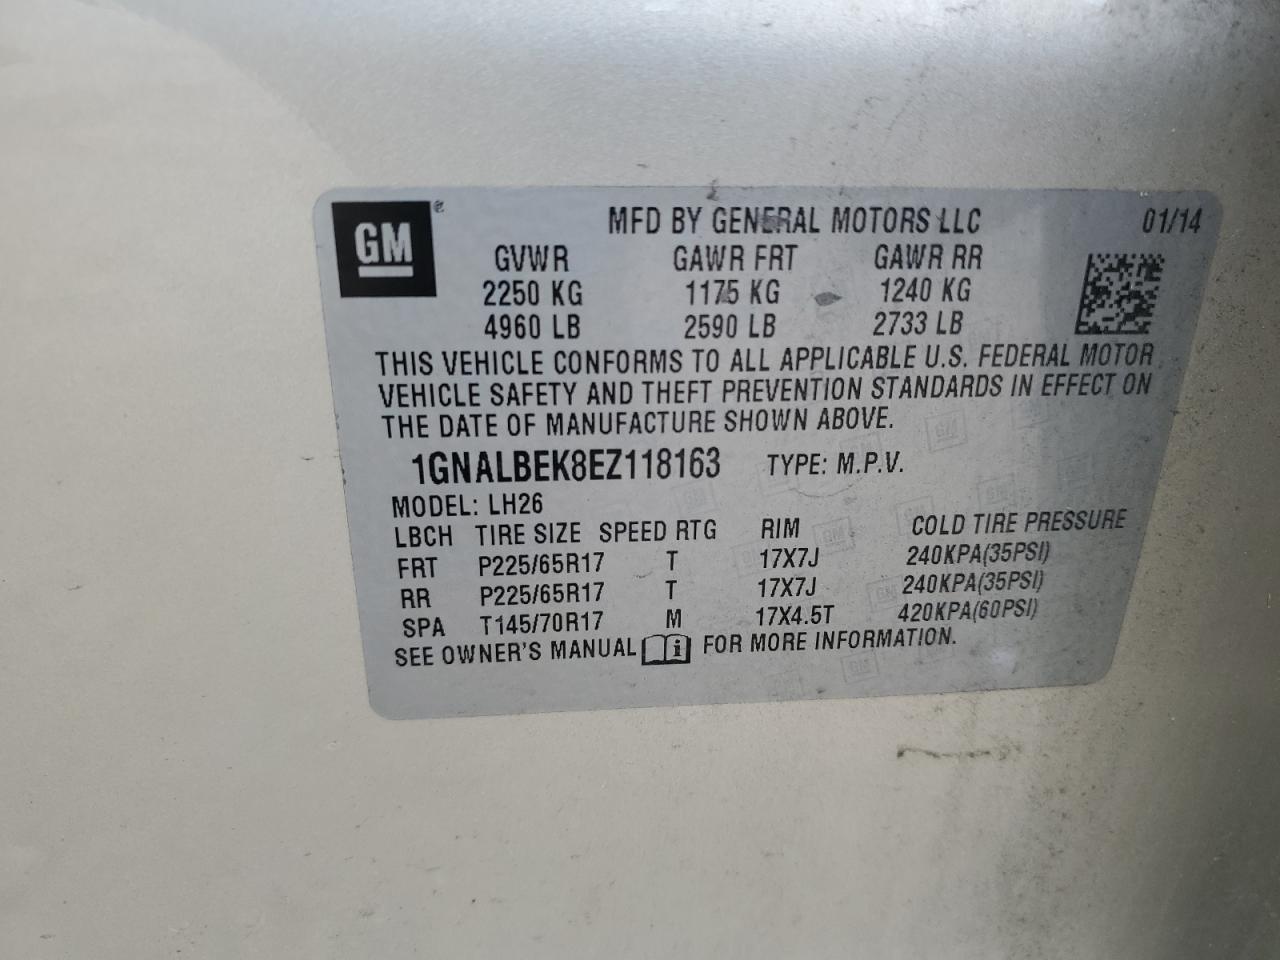 GM® MFD BY GENERAL MOTORS LLC 01/14
GVWR GAWR FRT GAWR RR
2250 KG 1175 KG 1240 KG
4960 LB 2590 LB 2733 LB
THIS VEHICLE CONFORMS TO ALL APPLICABLE U.S. FEDERAL MOTOR
VEHICLE SAFETY AND THEFT PREVENTION STANDARDS IN EFFECT ON
THE DATE OF MANUFACTURE SHOWN ABOVE.
1GNALBEK8EZ118163 TYPE: M.P.V.
MODEL: LH26
LBCH TIRE SIZE SPEED RTG RIM COLD TIRE PRESSURE
FRT P225/65R17 T 17X7J 240KPA(35PSI)
RR P225/65R17 T 17X7J 240KPA(35PSI)
SPA T145/70R17 M 17X4.5T 420KPA(60PSI)
SEE OWNER'S MANUAL i FOR MORE INFORMATION.